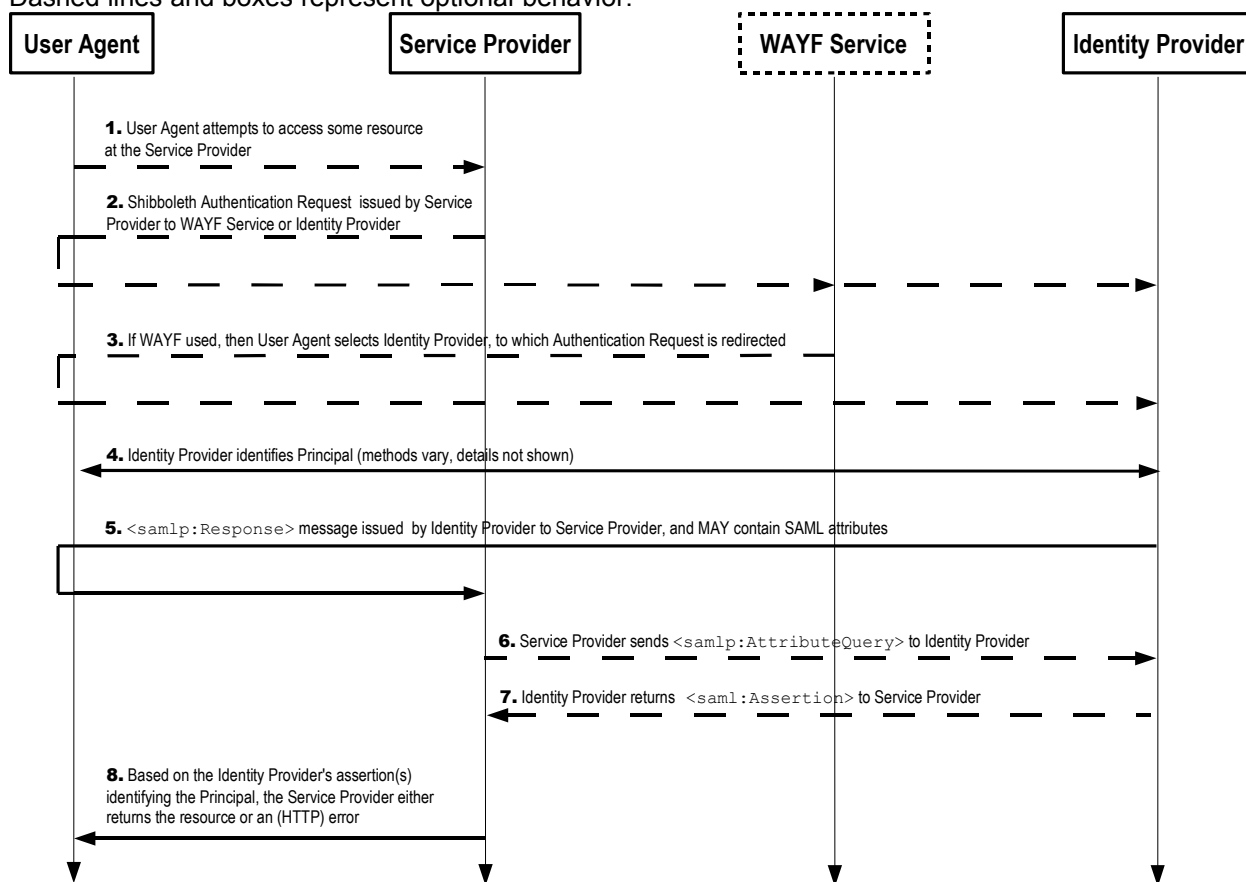 Dashed lines and boxes represent optional behavior.
User Agent
Service Provider
WAYF Service
Identity Provider
1. User Agent attempts to access some resource
at the Service Provider
2. Shibboleth Authentication Request issued by Service
Provider to WAYF Service or Identity Provider
3. If WAYF used, then User Agent selects Identity Provider, to which Authentication Request is redirected
4. Identity Provider identifies Principal (methods vary, details not shown)
5. <samlp:Response> message issued by Identity Provider to Service Provider, and MAY contain SAML attributes
6. Service Provider sends <samlp:AttributeQuery> to Identity Provider
7. Identity Provider returns <saml:Assertion> to Service Provider
8. Based on the Identity Provider's assertion(s)
identifying the Principal, the Service Provider either
returns the resource or an (HTTP) error